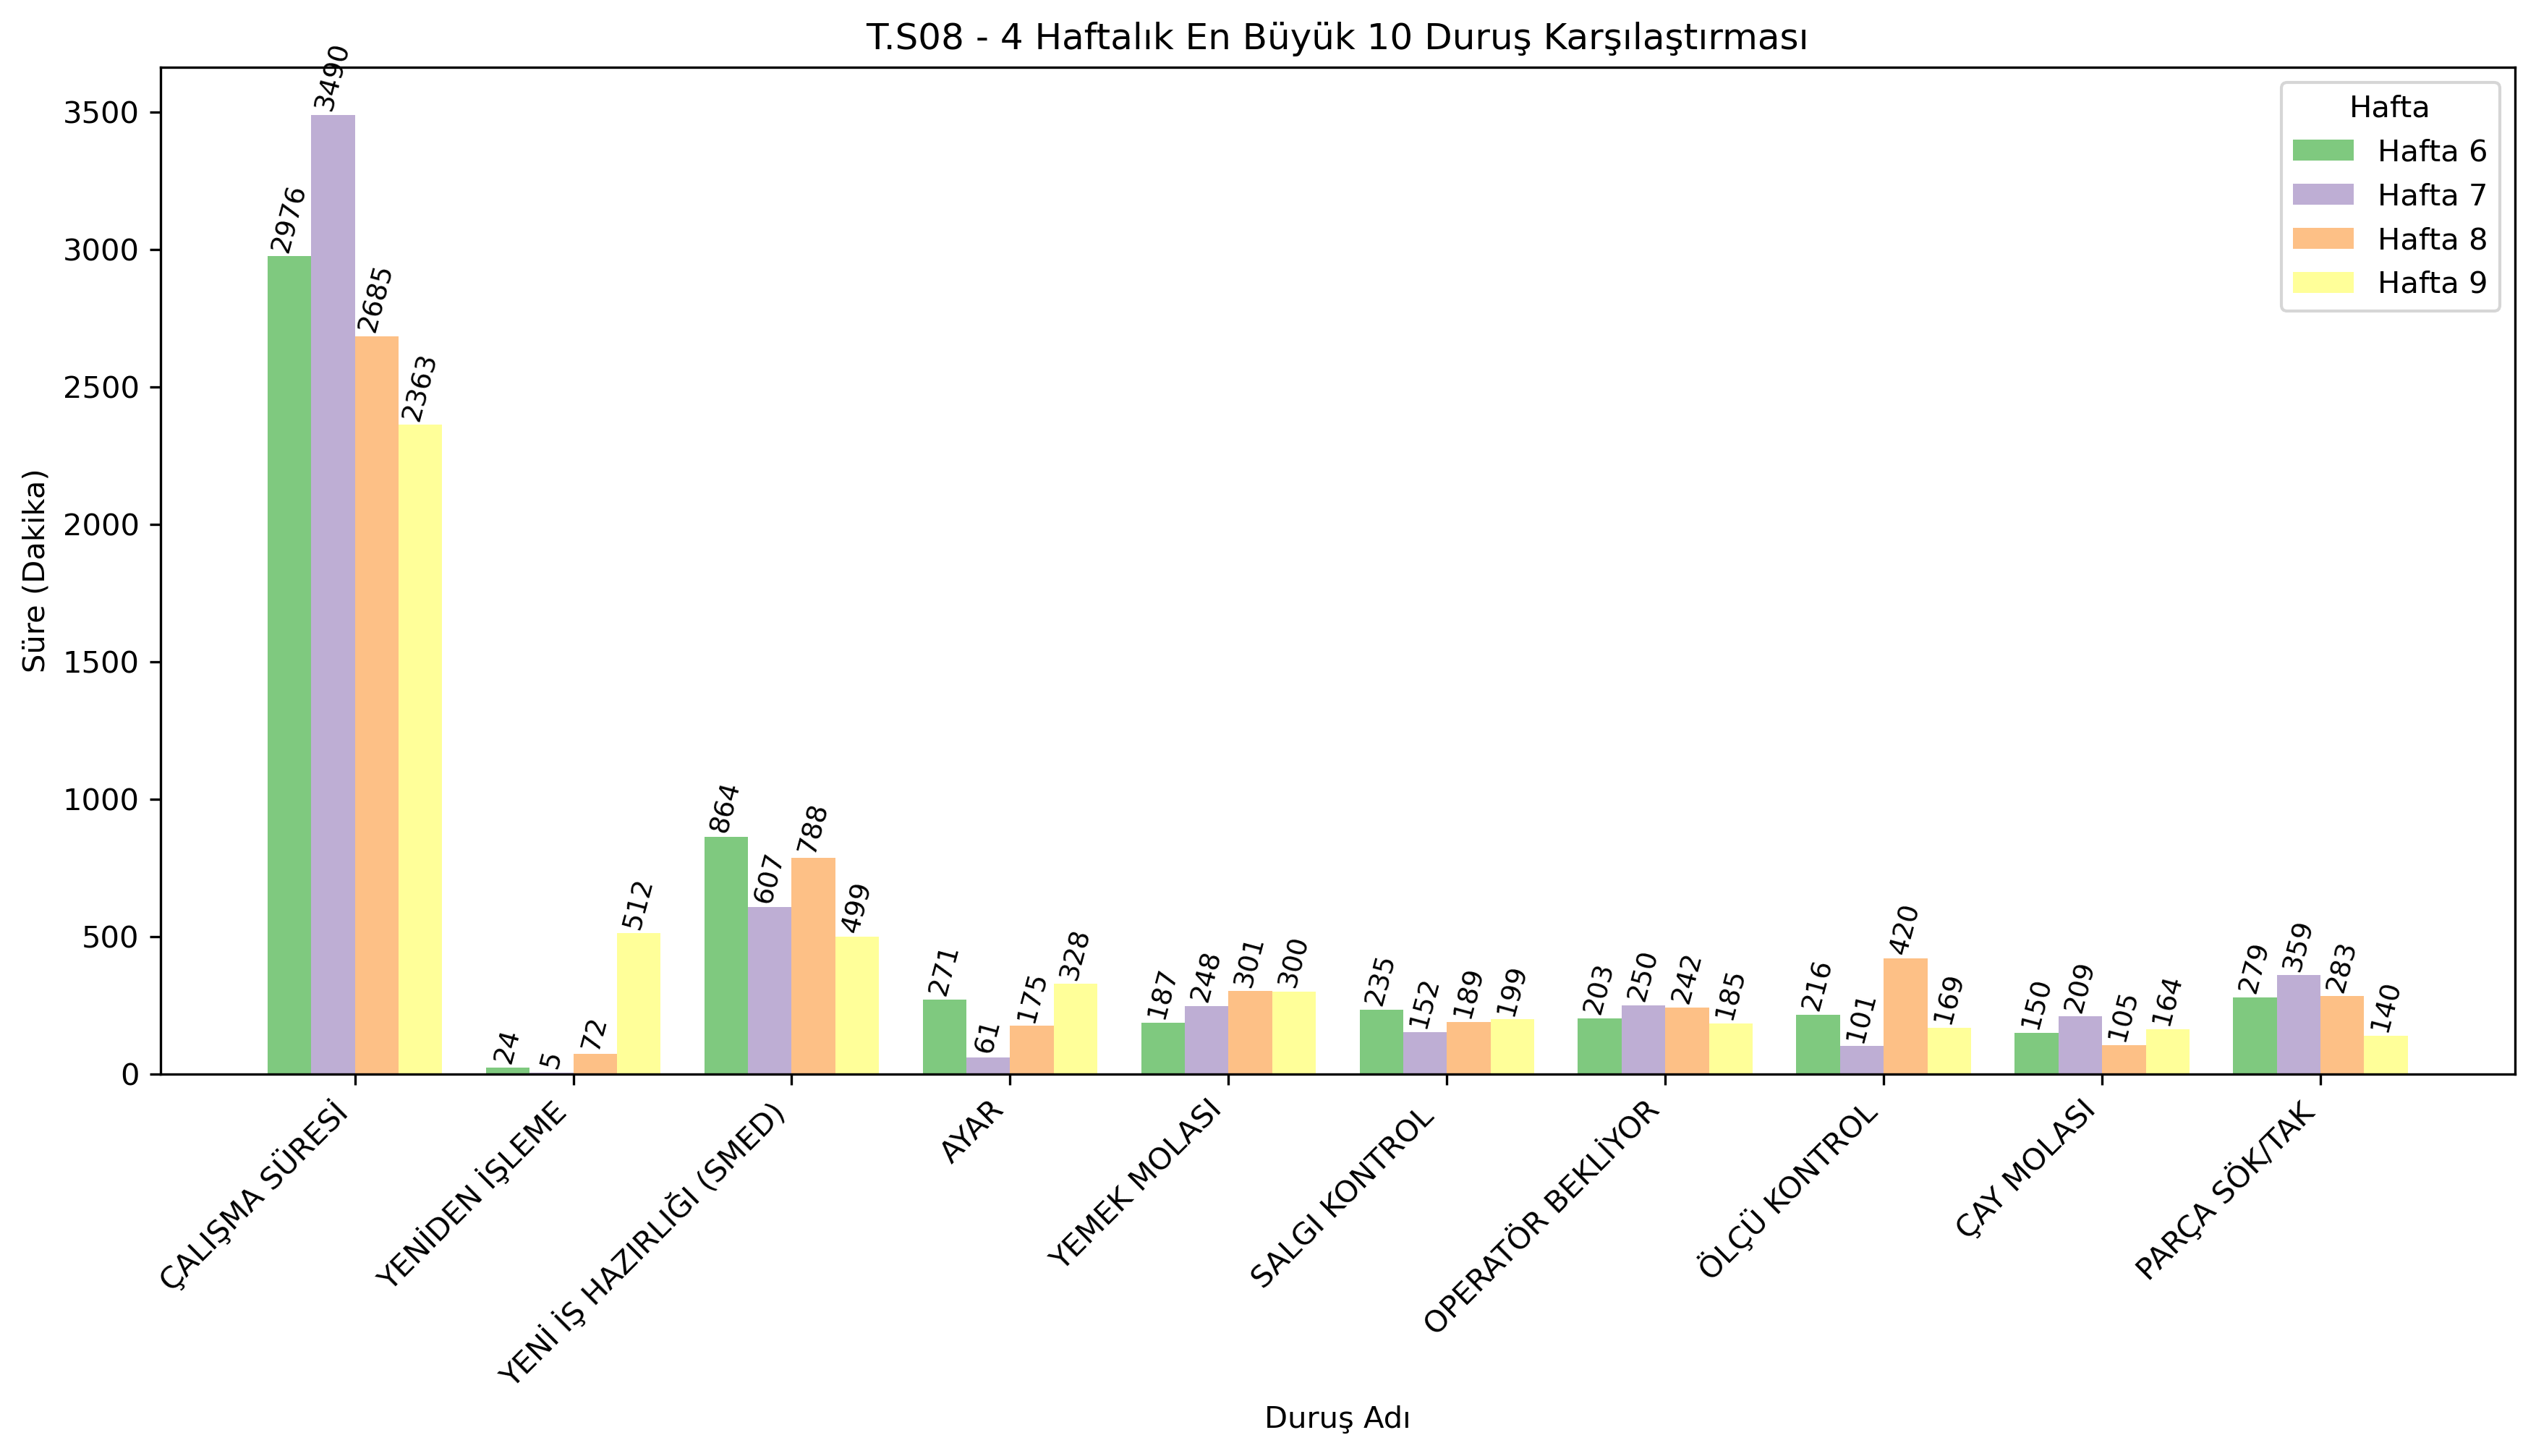 T.S08 - 4 Haftalık En Büyük 10 Duruş Karşılaştırması
Hafta
Hafta 6
Hafta 7
Hafta 8
Hafta 9
Süre (Dakika)
3500
3000
2500
2000
1500
1000
500
0
2976
3490
2685
2363
24
5
72
512
864
607
788
499
271
61
175
328
187
248
301
300
235
152
189
199
203
250
242
185
216
101
420
169
150
209
105
164
279
359
283
140
ÇALIŞMA SÜRESİ
YENİDEN İŞLEME
YENİ İŞ HAZIRLIĞI (SMED)
AYAR
YEMEK MOLASI
SALGI KONTROL
OPERATÖR BEKLİYOR
ÖLÇÜ KONTROL
ÇAY MOLASI
PARÇA SÖK/TAK
Duruş Adı